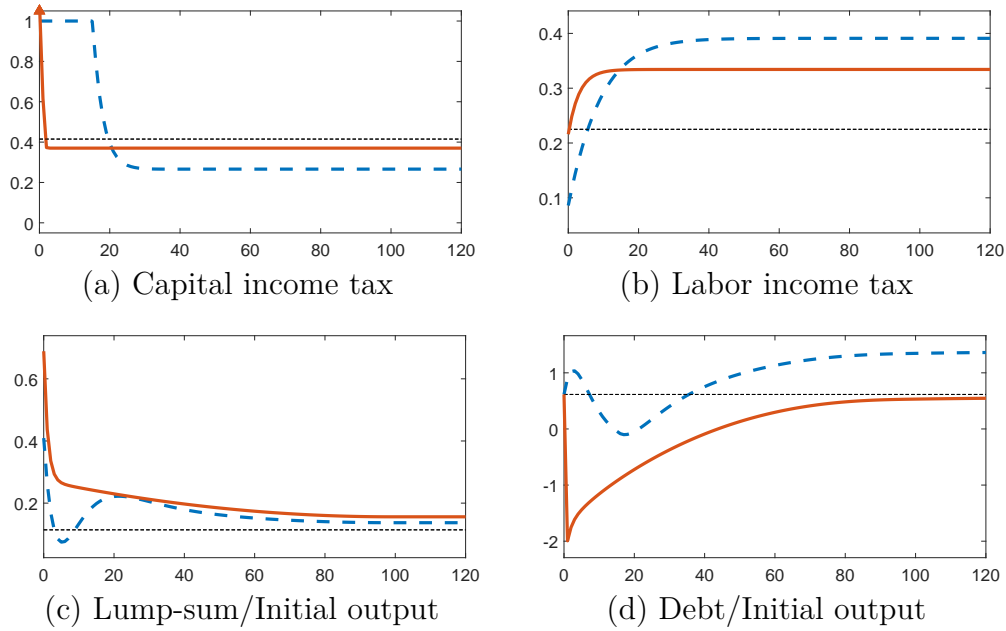 1
0.8
0.6
0.4
0.2
0
0 20 40 60 80 100 120
(a) Capital income tax
0.4
0.3
0.2
0.1
0 20 40 60 80 100 120
(b) Labor income tax
0.6
0.4
0.2
0 20 40 60 80 100 120
(c) Lump-sum/Initial output
1
0
-1
-2
0 20 40 60 80 100 120
(d) Debt/Initial output